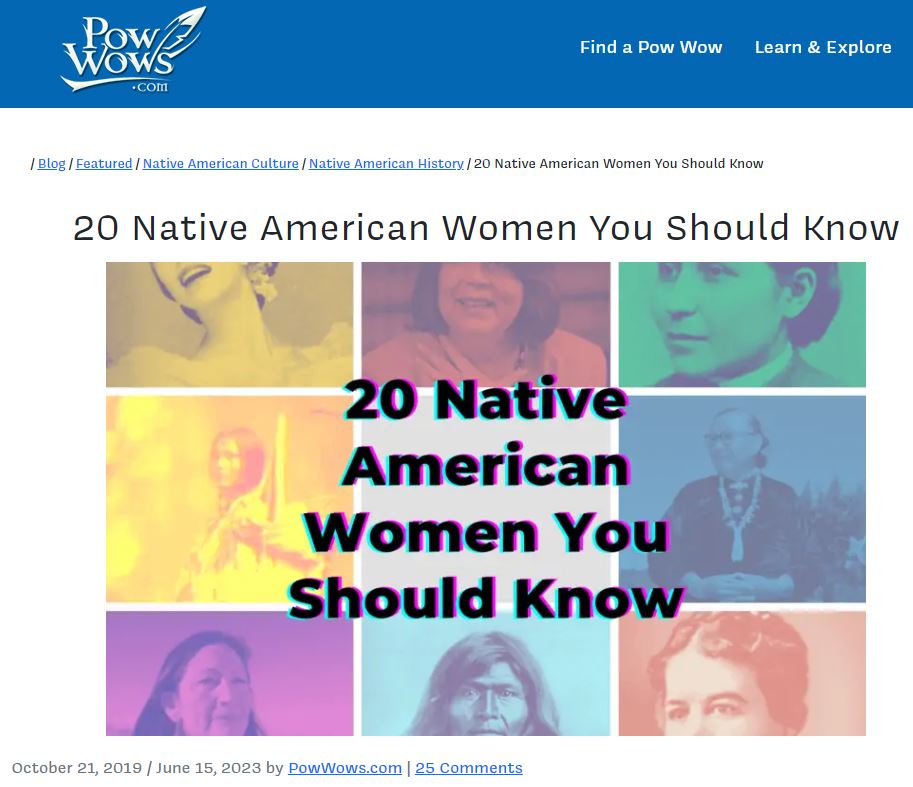 Pow
Wows
.com
Find a Pow Wow Learn & Explore
/ Blog / Featured / Native American Culture / Native American History / 20 Native American Women You Should Know
20 Native American Women You Should Know
20 Native
American
Women You
Should Know
October 21, 2019 / June 15, 2023 by PowWows.com | 25 Comments